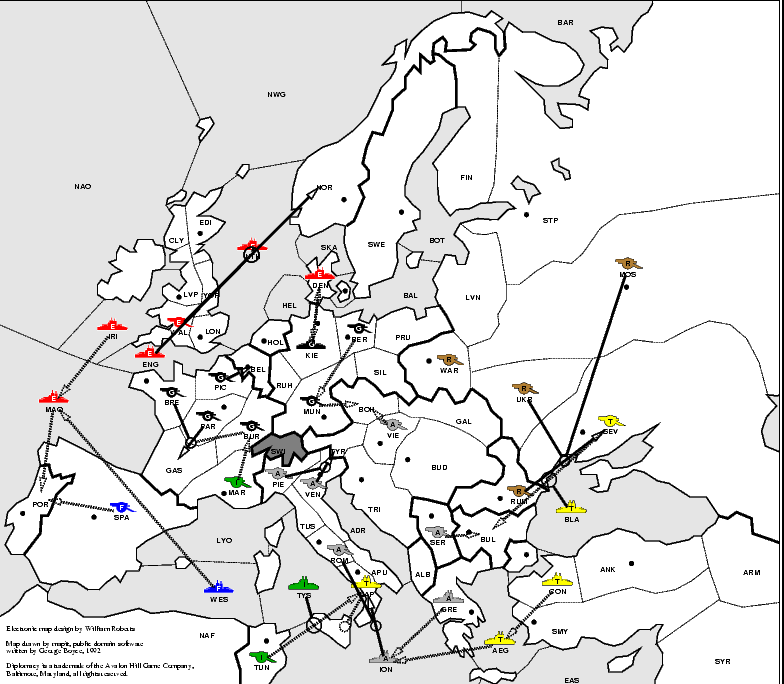 BAR
NWG
NAO
NOR
FIN
EDI
STP
CLY
SKA
SWE
BOT
MOS
DEN
LVP
YOR
HEL
BAL
LVN
IRI
WAL
LON
HOL
KIE
BER
PRU
ENG
BEL
PIC
RUH
SIL
WAR
MAO
BRE
MUN
BOH
UKR
PAR
BUR
VIE
GAL
SEV
SWI
TYR
GAS
BUD
PIE
MAR
VEN
POR
SPA
TRI
RUM
BLA
TUS
ADR
SER
BUL
LYO
ROM
ALB
APU
ANK
ARM
WES
TYS
GRE
CON
NAF
SMY
AEG
TUN
ION
SYR
EAS
Electronic map design by William Roberts
Map drawn by mapit, public domain software
written by George Boyce, 1992
Diplomacy is a trademark of the Avalon Hill Game Company,
Baltimore, Maryland, all rights reserved.